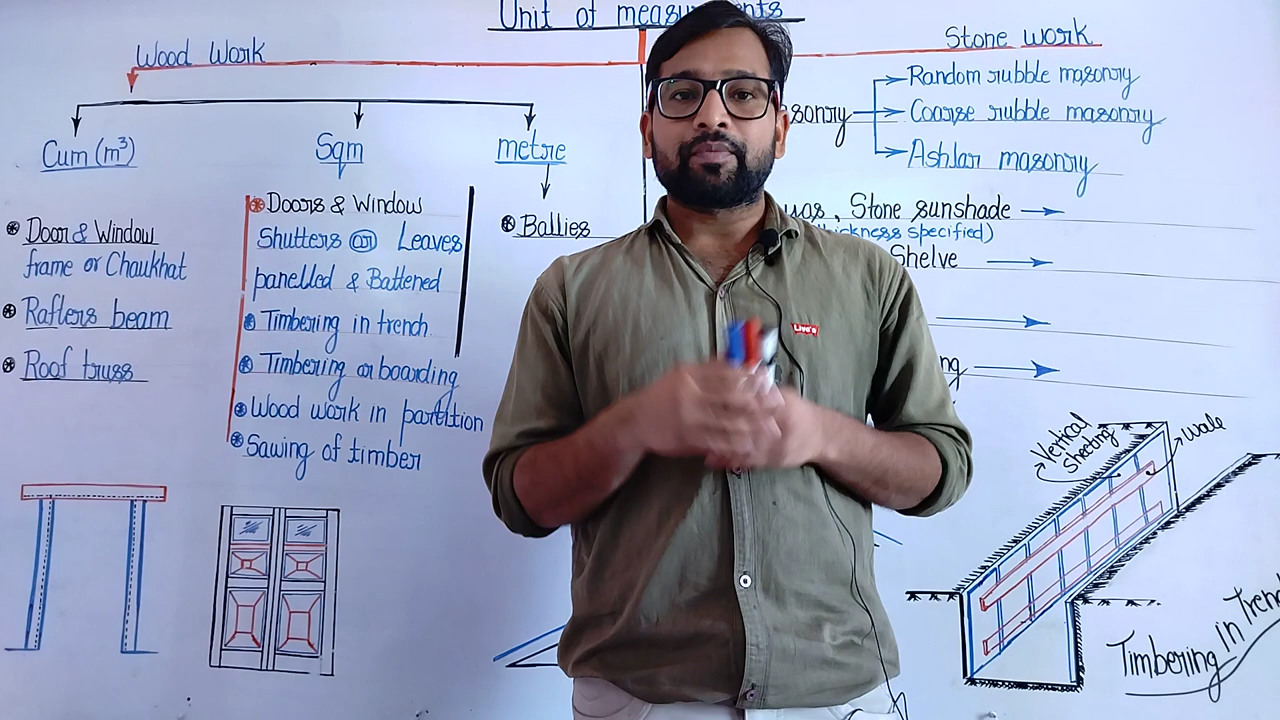 Unit of measurements
Wood Work
Cum (m³)
Sqm
metre
Door & Window
frame or Chaukhat
Rafters beam
Roof truss
Doors & Window
Shutters or Leaves
panelled & Battened
Timbering in trench
Timbering or boarding
Wood work in partition
Sawing of timber
Ballies
Stone work
Random rubble masonry
Coarse rubble masonry
Ashlar masonry
, Stone sunshade
specified)
Shelve
Live's
Vertical
Sheeting
Wale
Timbering in